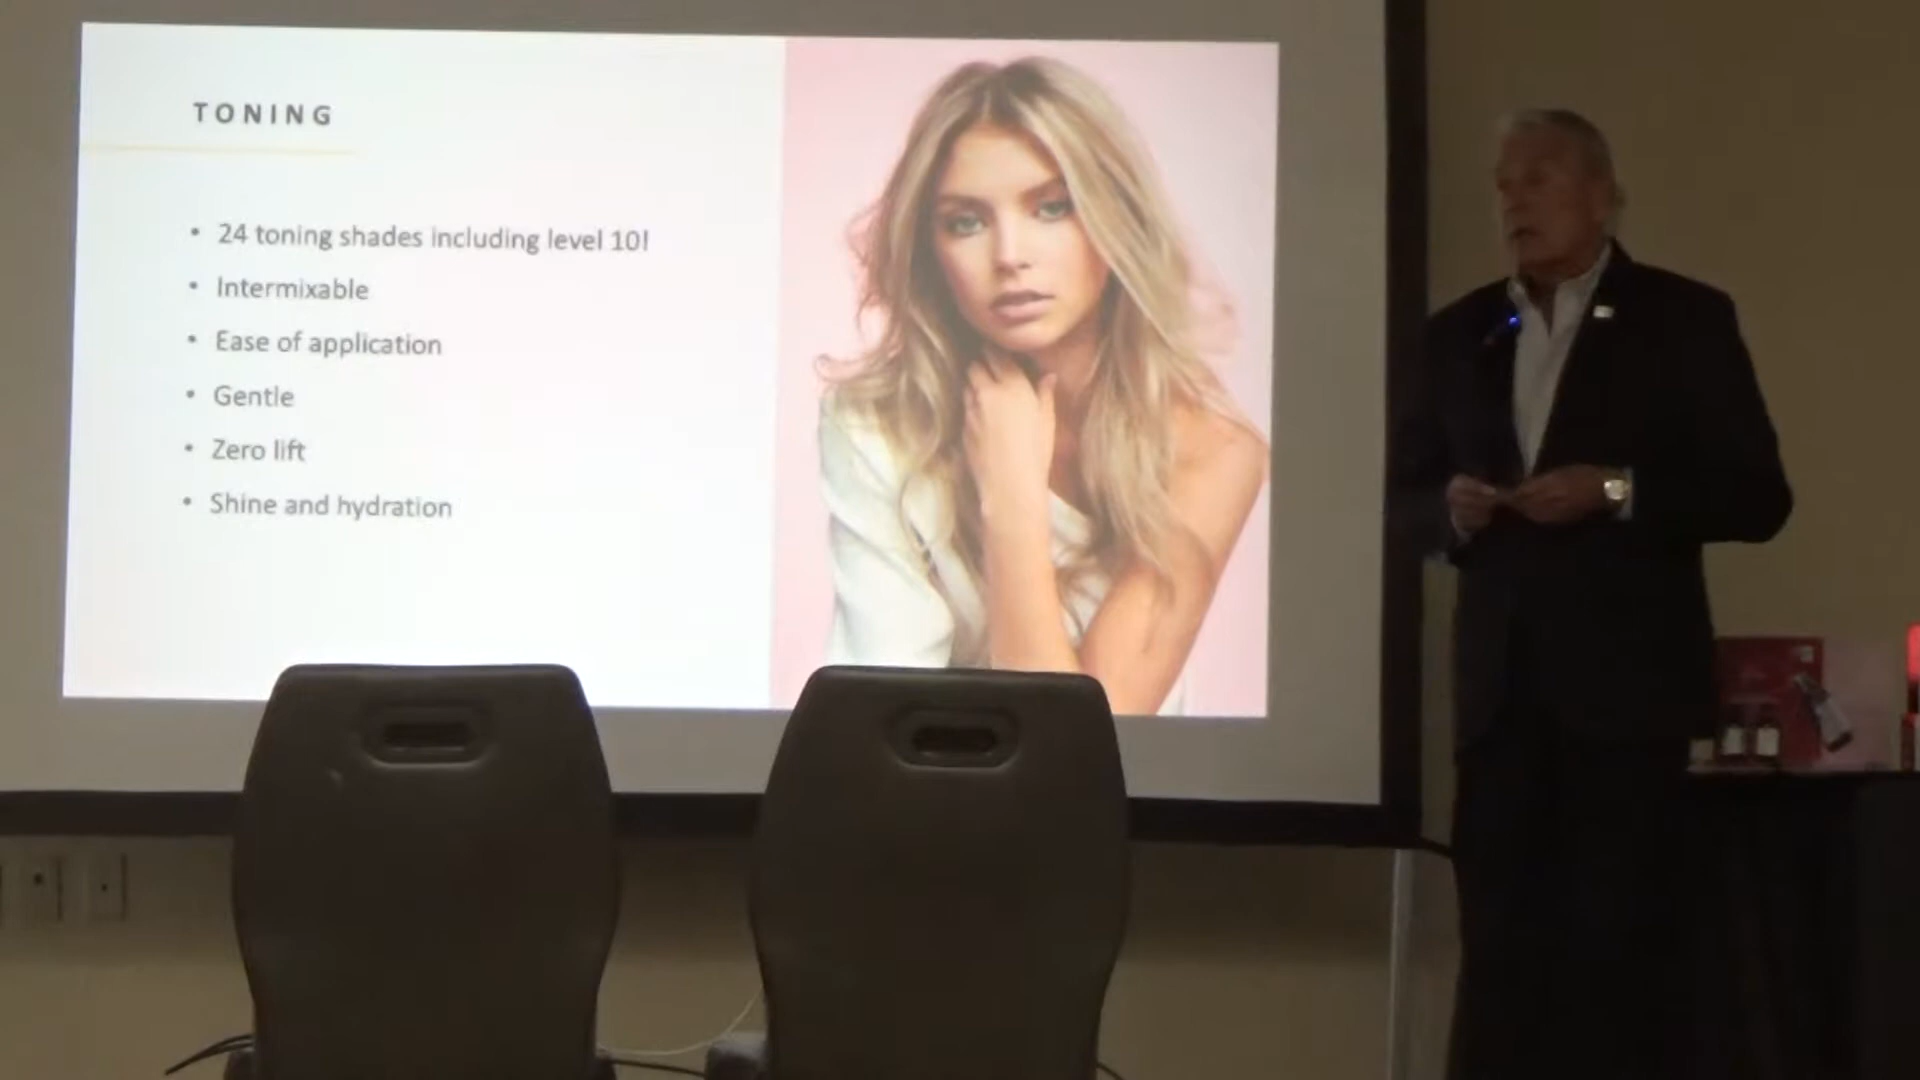 TONING
• 24 toning shades including level 10!
• Intermixable
• Ease of application
• Gentle
• Zero lift
• Shine and hydration